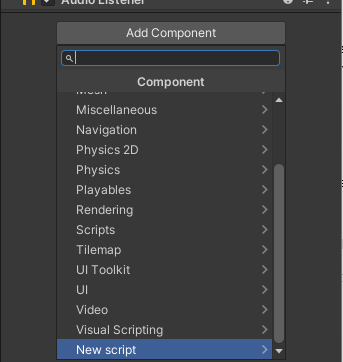 Audio Listener
Add Component
Component
Mesh
Miscellaneous
Navigation
Physics 2D
Physics
Playables
Rendering
Scripts
Tilemap
UI Toolkit
UI
Video
Visual Scripting
New script